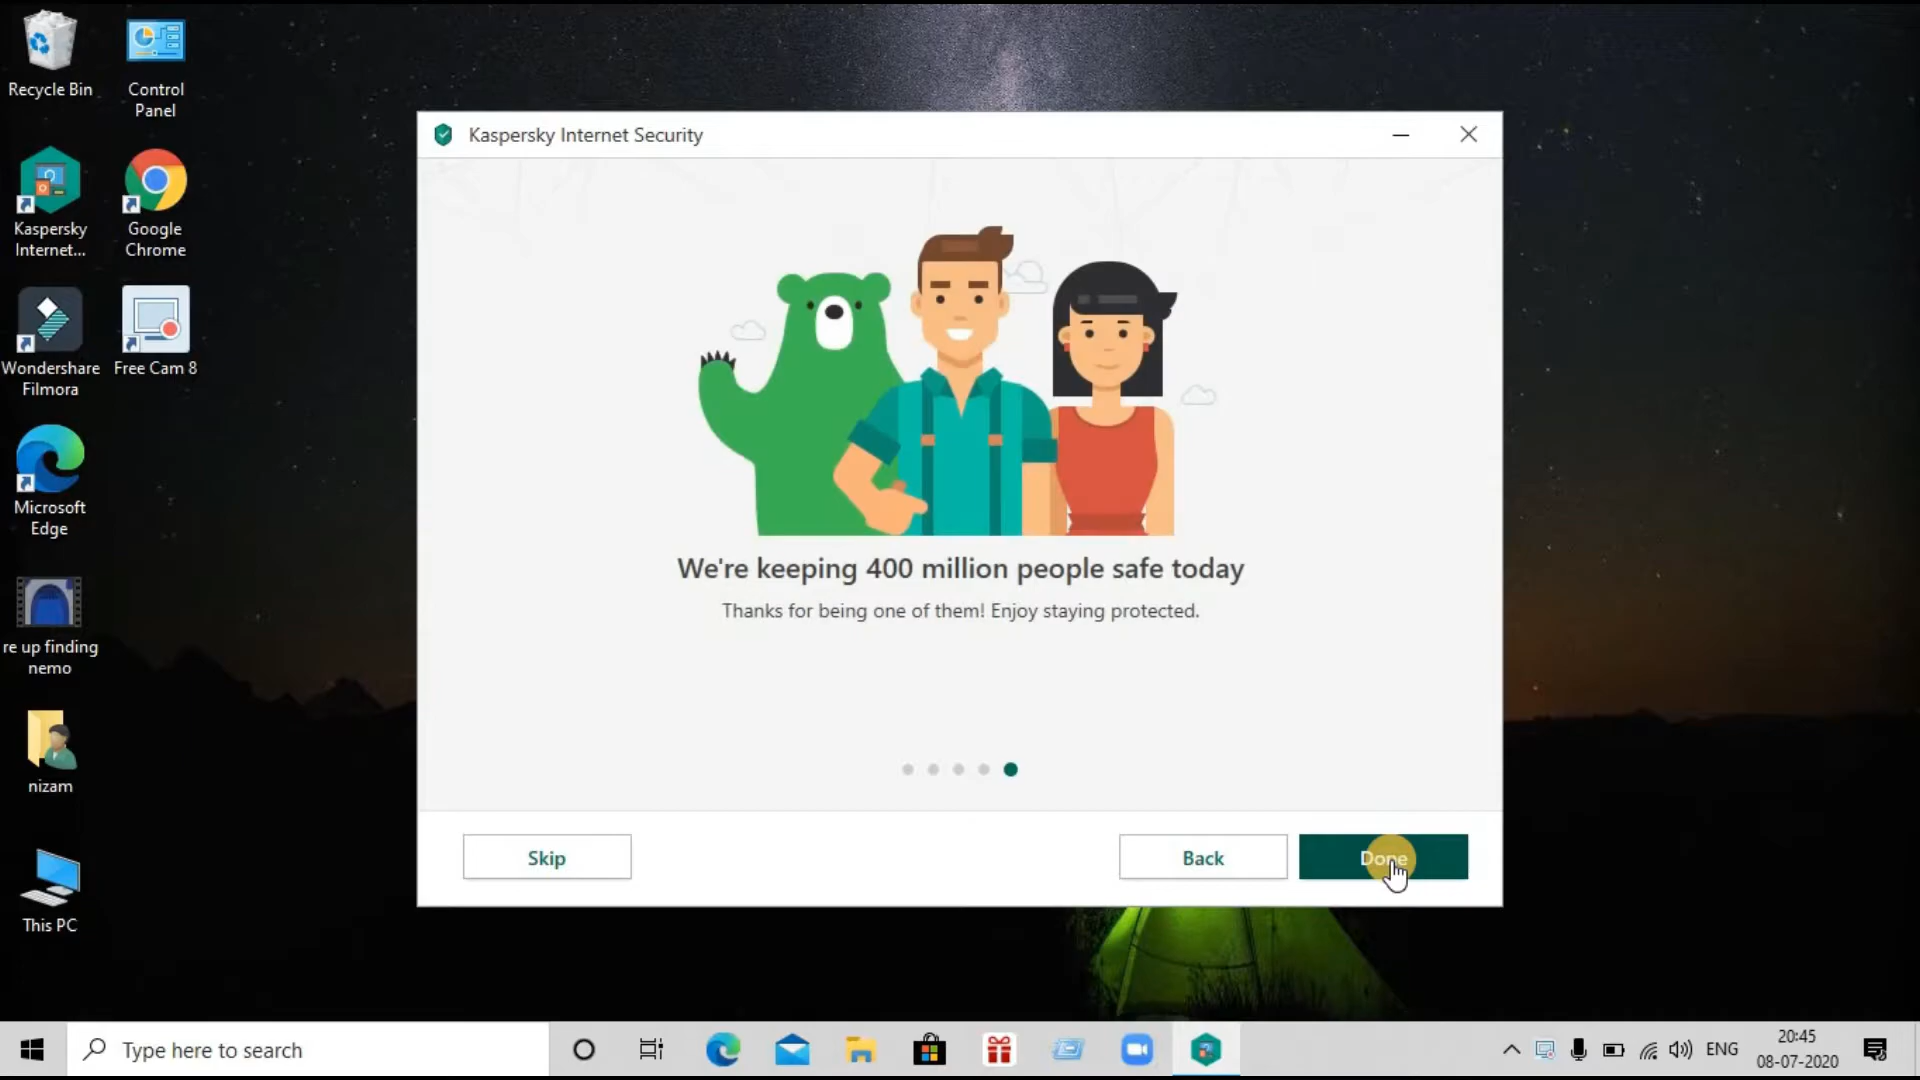 Recycle Bin
Control
Panel
Kaspersky
Internet...
Google
Chrome
Wondershare
Filmora
Free Cam 8
Microsoft
Edge
re up finding
nemo
nizam
This PC
Kaspersky Internet Security
We're keeping 400 million people safe today
Thanks for being one of them! Enjoy staying protected.
Skip
Back
Done
Type here to search
ENG
20:45
08-07-2020